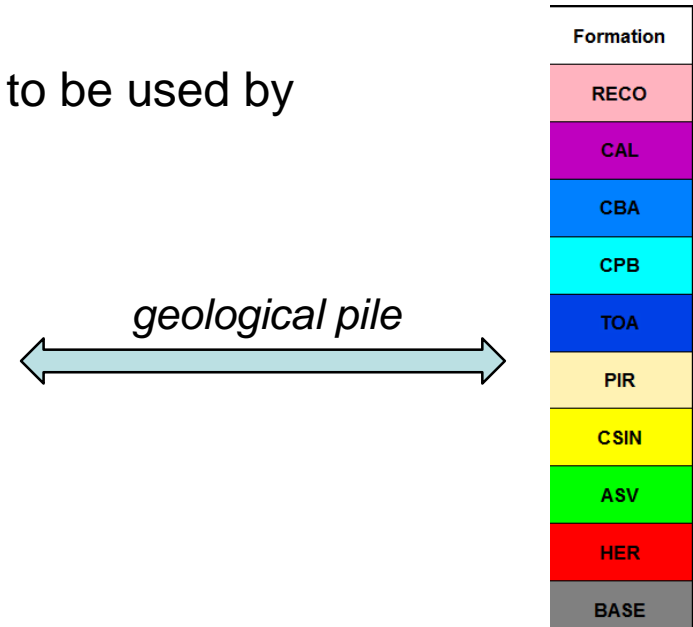 to be used by
geological pile
Formation
RECO
CAL
CBA
CPB
TOA
PIR
CSIN
ASV
HER
BASE